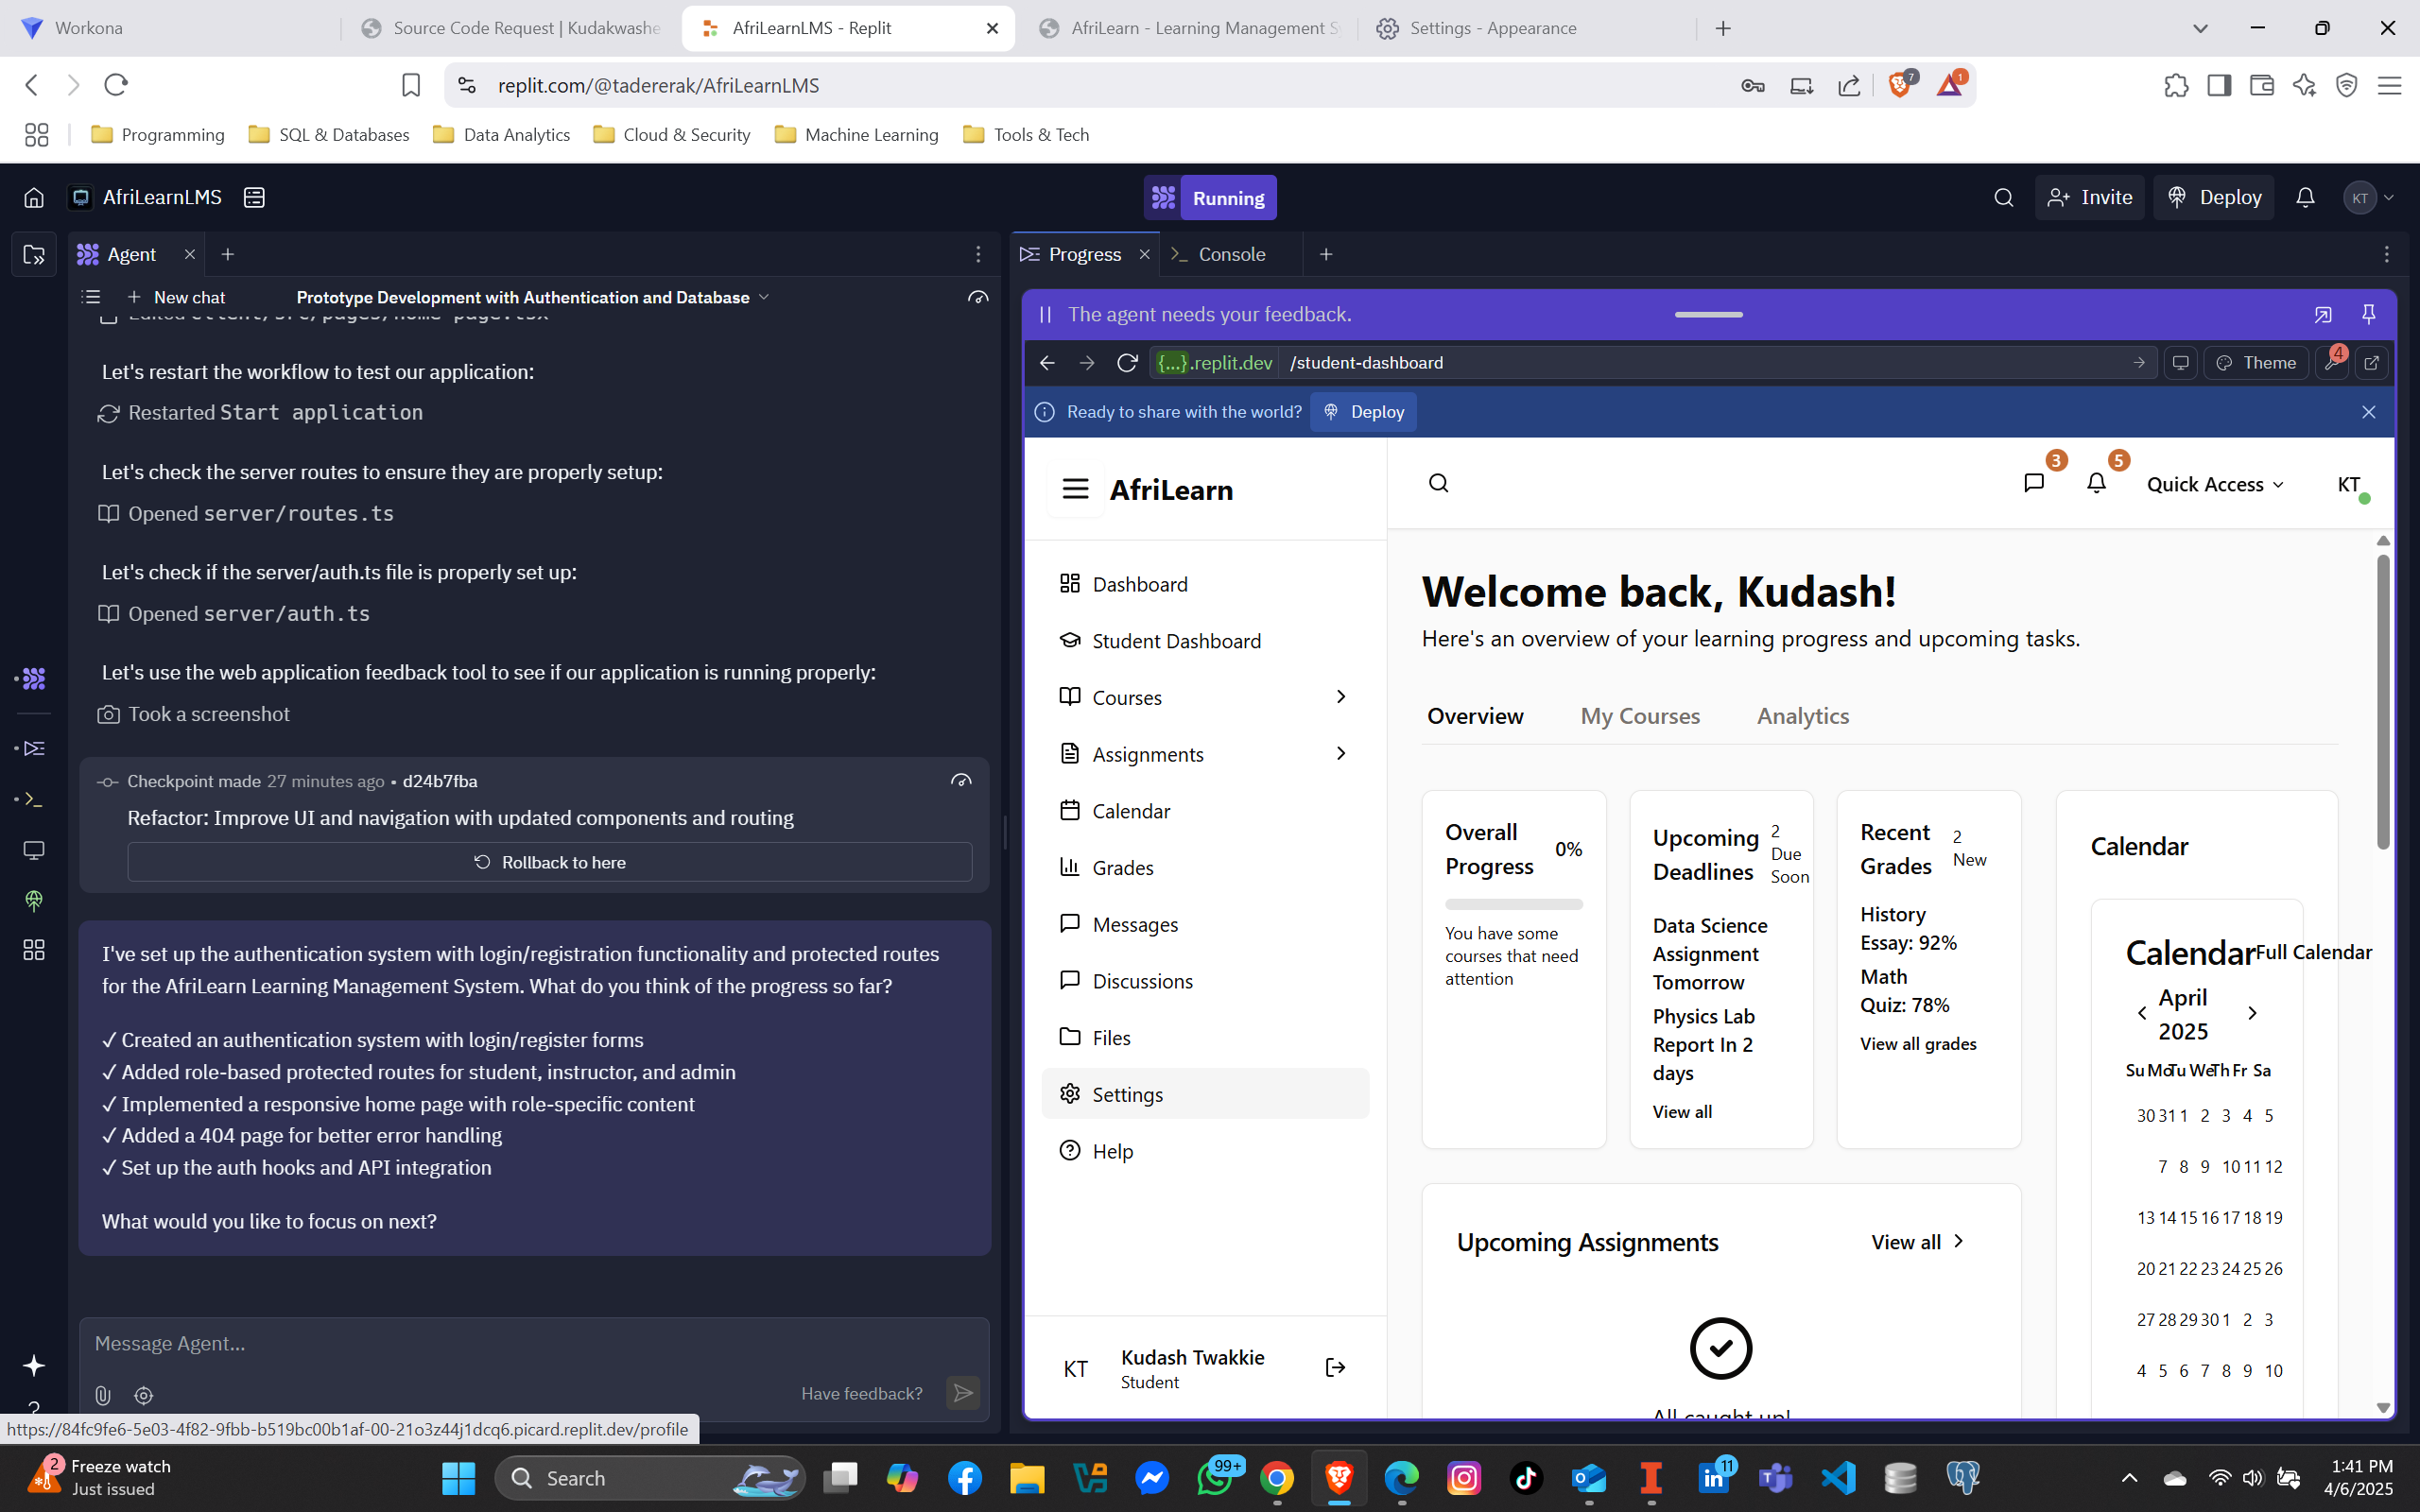 Workona
Source Code Request | Kudakwashe
AfriLearnLMS - Replit
AfriLearn - Learning Management S
Settings - Appearance
replit.com/@tadererak/AfriLearnLMS
7
1
Programming
SQL & Databases
Data Analytics
Cloud & Security
Machine Learning
Tools & Tech
AfriLearnLMS
Running
Invite
Deploy
KT
Agent
New chat
Prototype Development with Authentication and Database
Let's restart the workflow to test our application:
Restarted Start application
Let's check the server routes to ensure they are properly setup:
Opened server/routes.ts
Let's check if the server/auth.ts file is properly set up:
Opened server/auth.ts
Let's use the web application feedback tool to see if our application is running properly:
Took a screenshot
Checkpoint made 27 minutes ago • d24b7fba
Refactor: Improve UI and navigation with updated components and routing
Rollback to here
I've set up the authentication system with login/registration functionality and protected routes
for the AfriLearn Learning Management System. What do you think of the progress so far?
✓ Created an authentication system with login/register forms
✓ Added role-based protected routes for student, instructor, and admin
✓ Implemented a responsive home page with role-specific content
✓ Added a 404 page for better error handling
✓ Set up the auth hooks and API integration
What would you like to focus on next?
Message Agent...
Have feedback?
https://84fc9fe6-5e03-4f82-9fbb-b519bc00b1af-00-21o3z44j1dcq6.picard.replit.dev/profile
Progress
Console
The agent needs your feedback.
{...}.replit.dev
/student-dashboard
Theme
4
Ready to share with the world?
Deploy
AfriLearn
3
5
Quick Access
KT
Dashboard
Student Dashboard
Courses
Assignments
Calendar
Grades
Messages
Discussions
Files
Settings
Help
KT
Kudash Twakkie
Student
Welcome back, Kudash!
Here's an overview of your learning progress and upcoming tasks.
Overview
My Courses
Analytics
Overall
Progress
0%
You have some
courses that need
attention
Upcoming
Deadlines
2
Due
Soon
Data Science
Assignment
Tomorrow
Physics Lab
Report In 2
days
View all
Recent
Grades
2
New
History
Essay: 92%
Math
Quiz: 78%
View all grades
Calendar
Calendar
Full Calendar
April
2025
Su Mo Tu We Th Fr Sa
30 31 1 2 3 4 5
7 8 9 10 11 12
13 14 15 16 17 18 19
20 21 22 23 24 25 26
27 28 29 30 1 2 3
4 5 6 7 8 9 10
Upcoming Assignments
View all
All caught up!
2
Freeze watch
Just issued
Search
99+
11
1:41 PM
4/6/2025